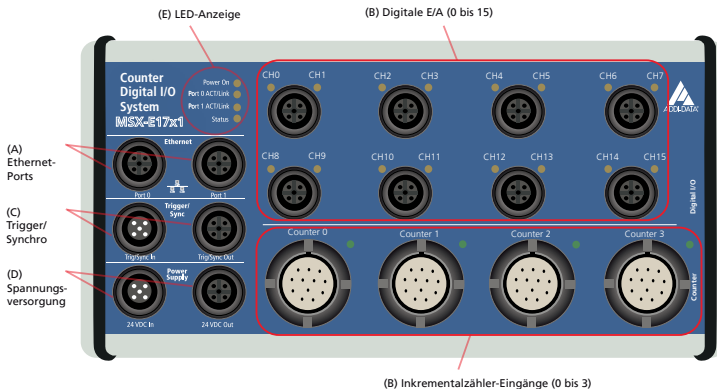 (E) LED-Anzeige
(B) Digitale E/A (0 bis 15)
Counter
Digital I/O
System
MSX-E17x1
Power On
Port 0 ACT/Link
Port 1 ACT/Link
Status
CH0 CH1 CH2 CH3 CH4 CH5 CH6 CH7
ADDI-DATA®
(A)
Ethernet-
Ports
Ethernet
Port 0 Port 1
CH8 CH9 CH10 CH11 CH12 CH13 CH14 CH15
Digital I/O
(C)
Trigger/
Synchro
Trigger/
Sync
Trig/Sync In Trig/Sync Out
Counter 0 Counter 1 Counter 2 Counter 3
Counter
(D)
Spannungs-
versorgung
Power
Supply
24 VDC In 24 VDC Out
(B) Inkrementalzähler-Eingänge (0 bis 3)